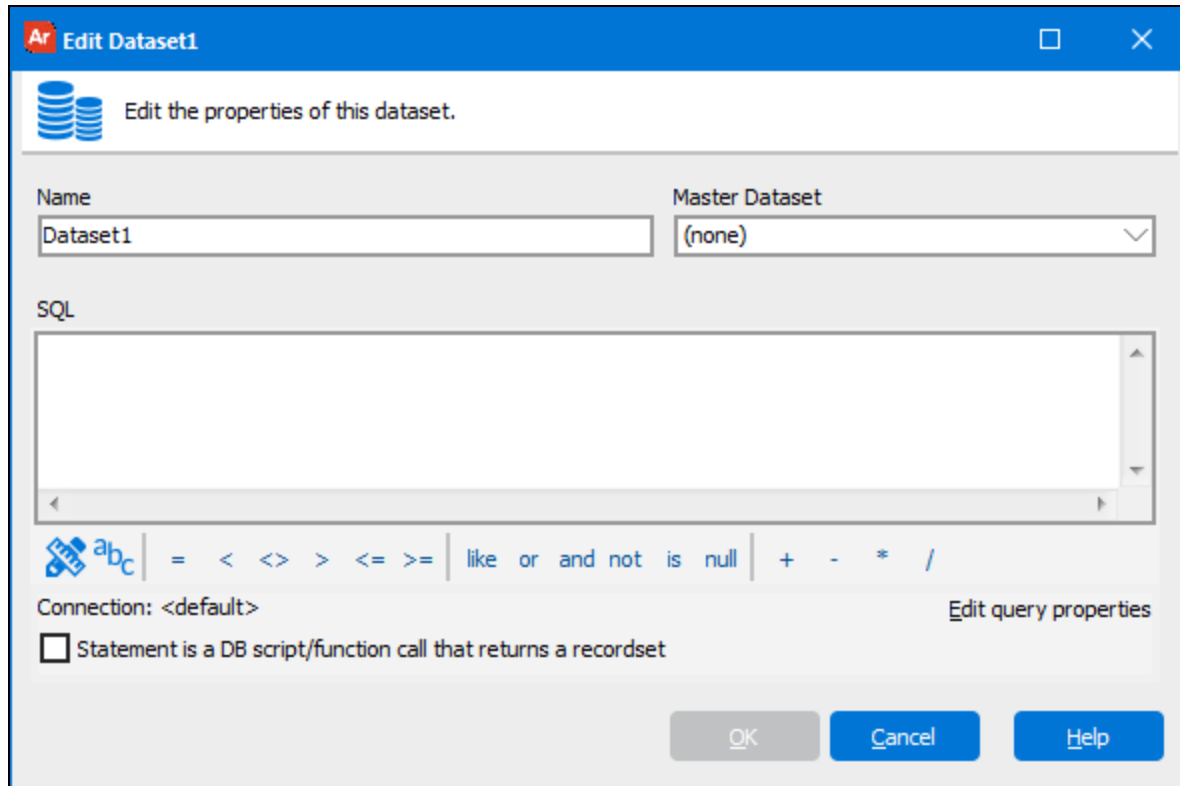 Ar Edit Dataset1
Edit the properties of this dataset.
Name Master Dataset
Dataset1 (none)
SQL
abc = < <> > <= >= like or and not is null + - * /
Connection: <default> Edit query properties
Statement is a DB script/function call that returns a recordset
OK Cancel Help